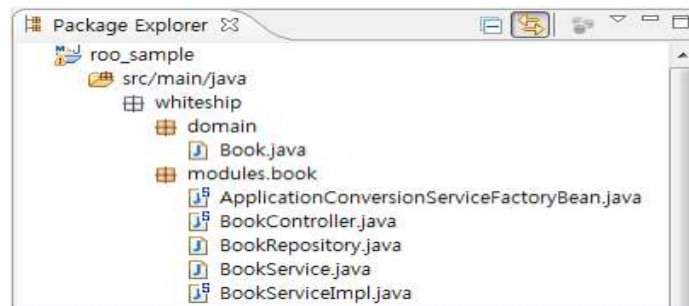 Package Explorer
roo_sample
src/main/java
whiteship
domain
Book.java
modules.book
ApplicationConversionServiceFactoryBean.java
BookController.java
BookRepository.java
BookService.java
BookServiceImpl.java